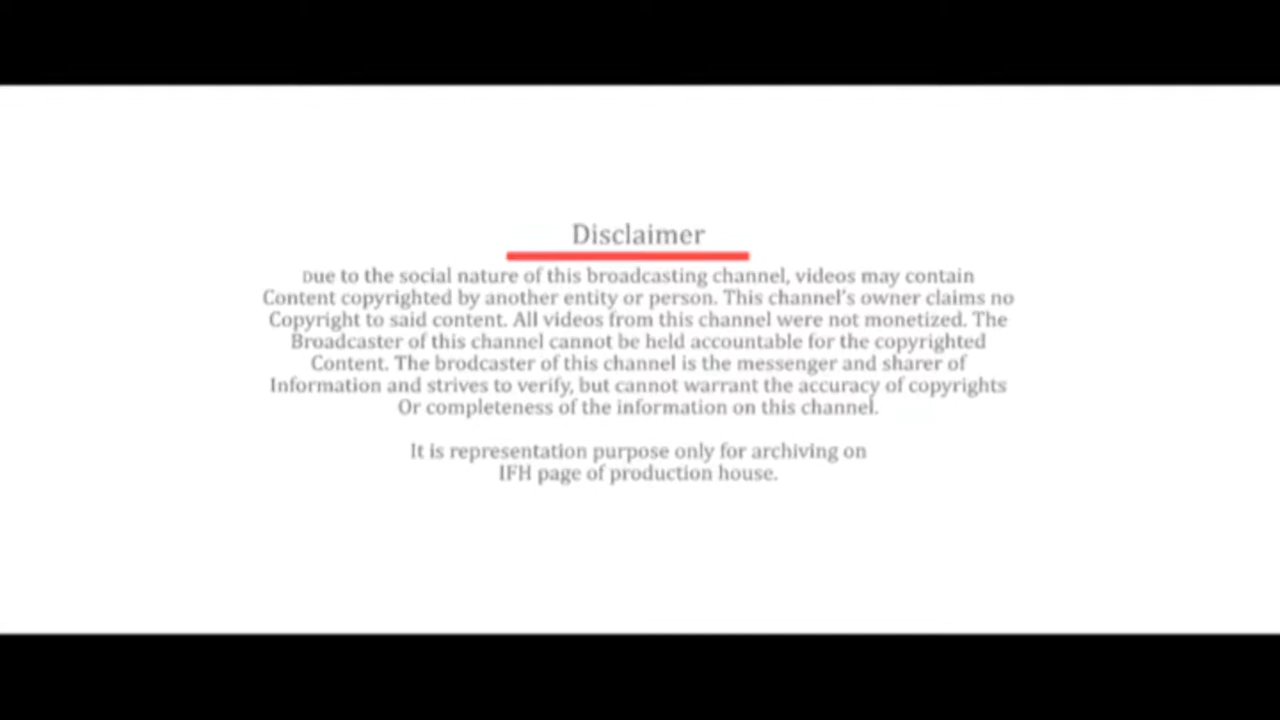 Disclaimer
Due to the social nature of this broadcasting channel, videos may contain
Content copyrighted by another entity or person. This channel's owner claims no
Copyright to said content. All videos from this channel were not monetized. The
Broadcaster of this channel cannot be held accountable for the copyrighted
Content. The brodcaster of this channel is the messenger and sharer of
Information and strives to verify, but cannot warrant the accuracy of copyrights
Or completeness of the information on this channel.
It is representation purpose only for archiving on
IFH page of production house.